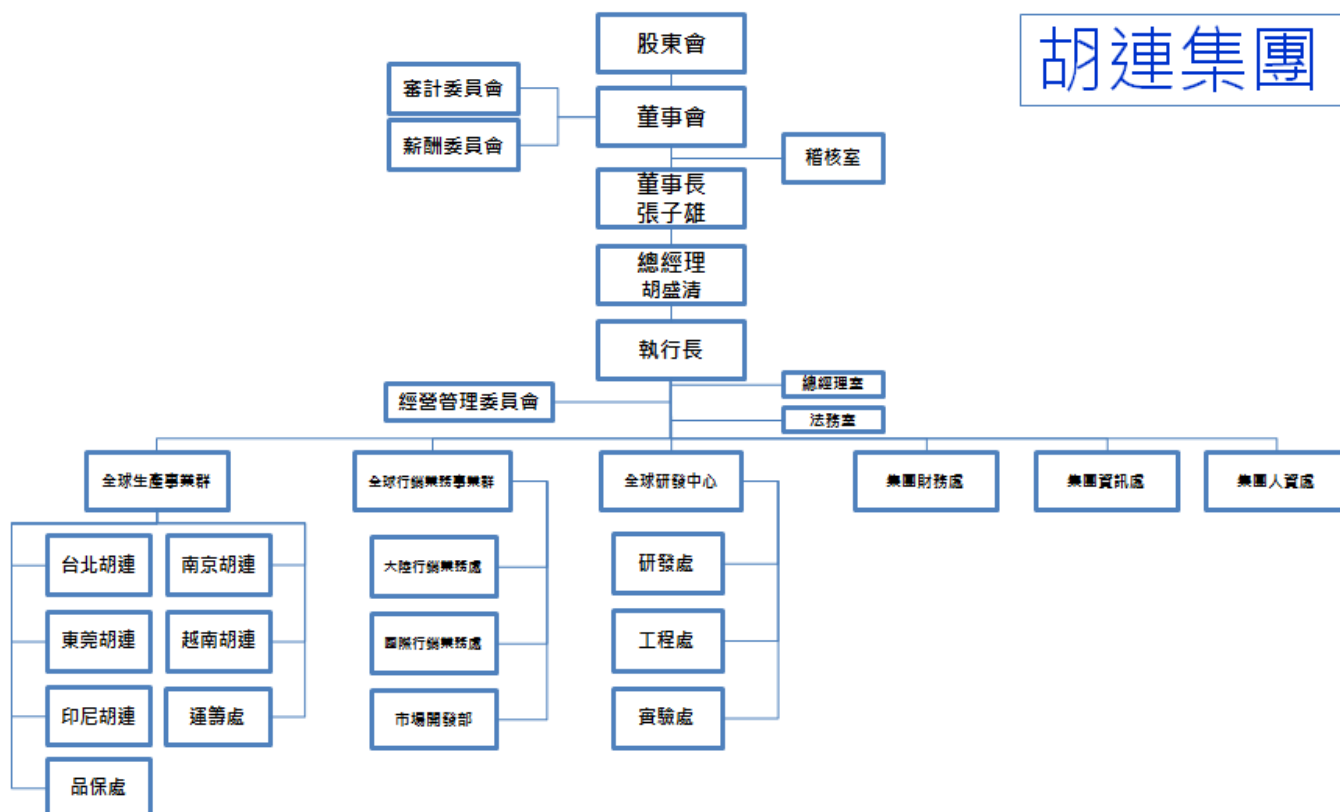 胡連集團
股東會
審計委員會
董事會
薪酬委員會
稽核室
董事長
張子雄
總經理
胡盛清
執行長
總經理室
經營管理委員會
法務室
全球生產事業群
全球行銷業務事業群
全球研發中心
集團財務處
集團資訊處
集團人資處
台北胡連
南京胡連
大陸行銷業務處
研發處
東莞胡連
越南胡連
國際行銷業務處
工程處
印尼胡連
運籌處
市場開發部
實驗處
品保處